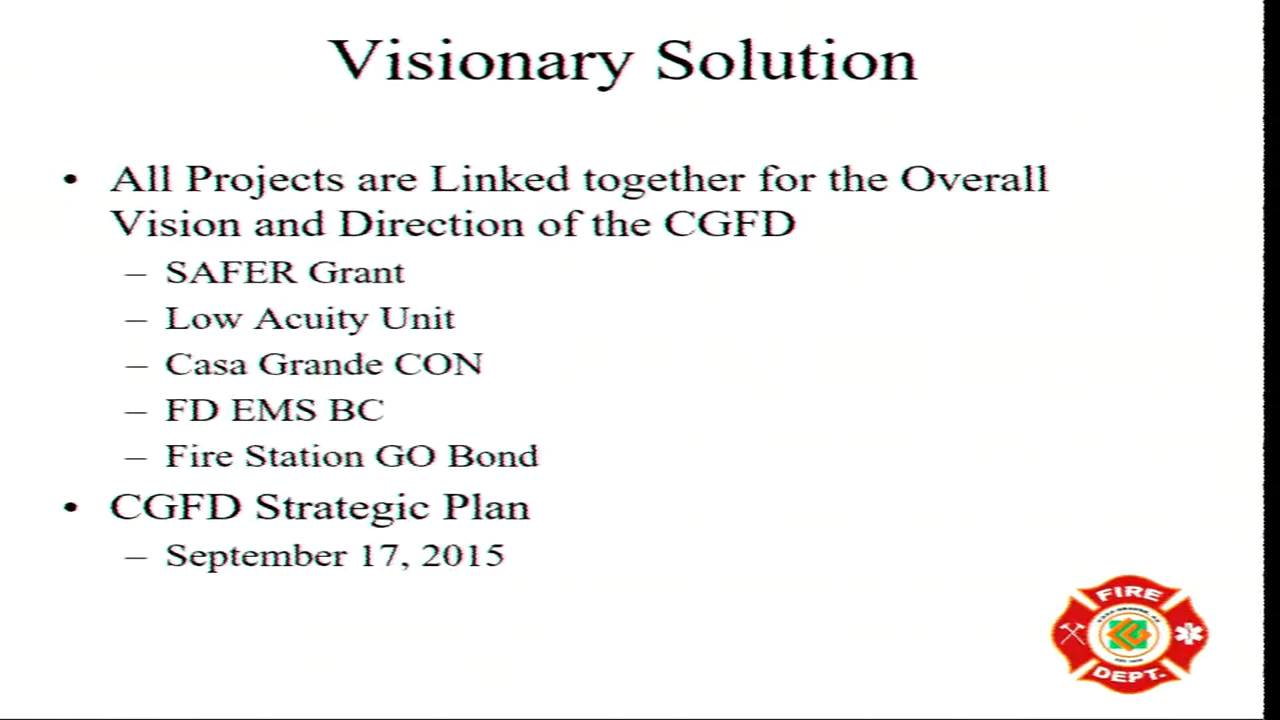 Visionary Solution
• All Projects are Linked together for the Overall
Vision and Direction of the CGFD
– SAFER Grant
– Low Acuity Unit
– Casa Grande CON
– FD EMS BC
– Fire Station GO Bond
• CGFD Strategic Plan
– September 17, 2015
FIRE
DEPT.